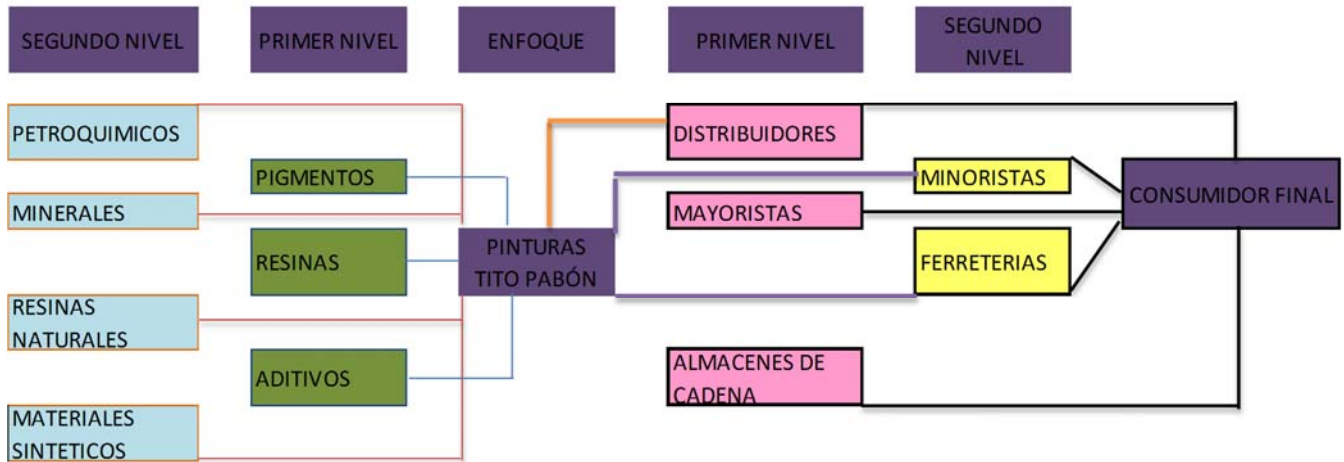 SEGUNDO NIVEL
PRIMER NIVEL
ENFOQUE
PRIMER NIVEL
SEGUNDO
NIVEL
PETROQUIMICOS
MINERALES
RESINAS
NATURALES
MATERIALES
SINTETICOS
PIGMENTOS
RESINAS
ADITIVOS
PINTURAS
TITO PABÓN
DISTRIBUIDORES
MAYORISTAS
ALMACENES DE
CADENA
MINORISTAS
FERRETERIAS
CONSUMIDOR FINAL